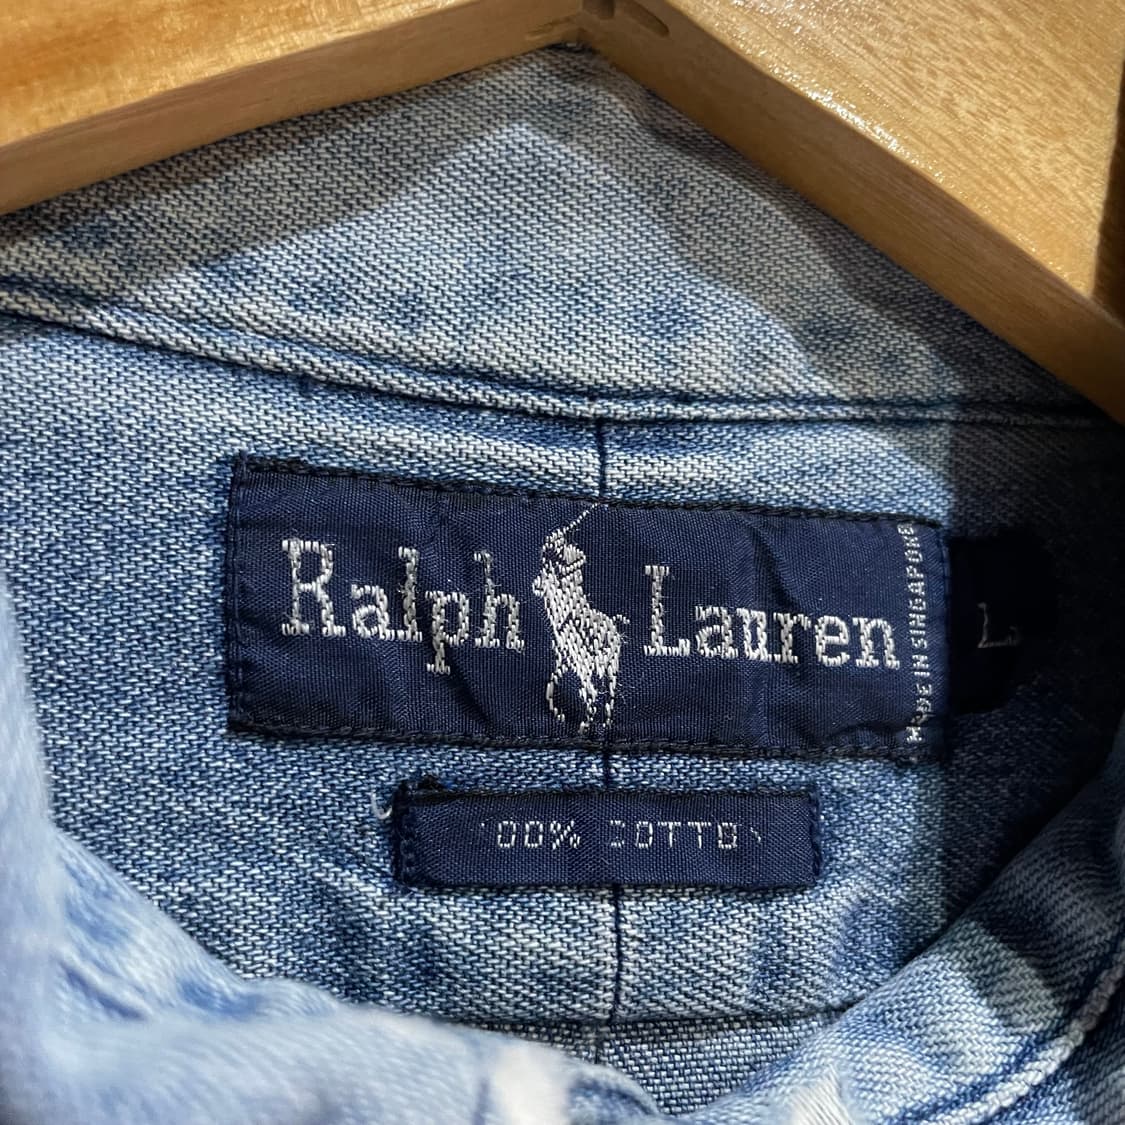 Ralph Lauren
MADE IN SINGAPORE
L
100% COTTON